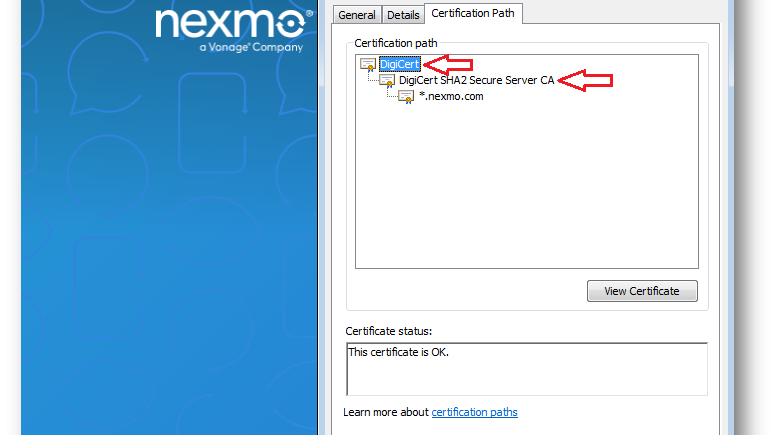 nexmo®
a Vonage® Company
General
Details
Certification Path
Certification path
DigiCert
DigiCert SHA2 Secure Server CA
*.nexmo.com
View Certificate
Certificate status:
This certificate is OK.
Learn more about certification paths